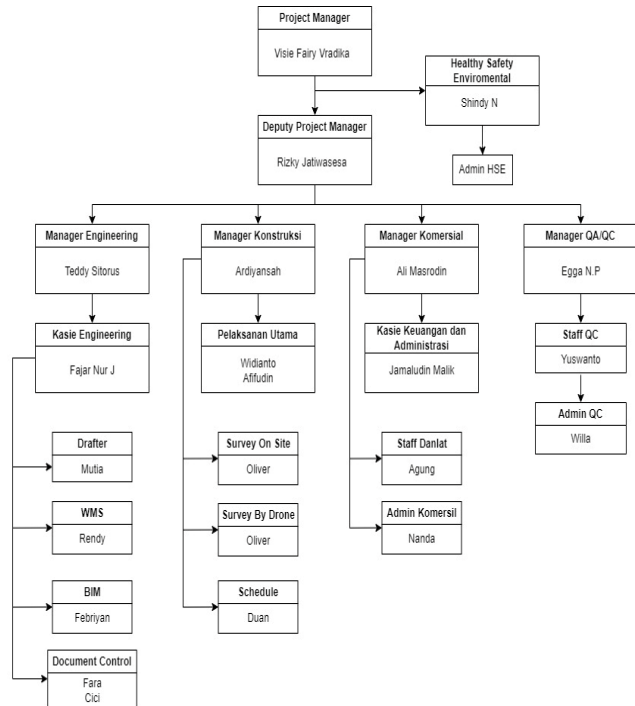 Project Manager
Visie Fairy Vradika
Healthy Safety
Enviromental
Shindy N
Admin HSE
Deputy Project Manager
Rizky Jatiwasesa
Manager Engineering
Teddy Sitorus
Manager Konstruksi
Ardiyansah
Manager Komersial
Ali Masrodin
Manager QA/QC
Egga N.P
Kasie Engineering
Fajar Nur J
Pelaksanan Utama
Widianto
Afifudin
Kasie Keuangan dan
Administrasi
Jamaludin Malik
Staff QC
Yuswanto
Admin QC
Willa
Drafter
Mutia
Survey On Site
Oliver
Staff Danlat
Agung
WMS
Rendy
Survey By Drone
Oliver
Admin Komersil
Nanda
BIM
Febriyan
Schedule
Duan
Document Control
Fara
Cici